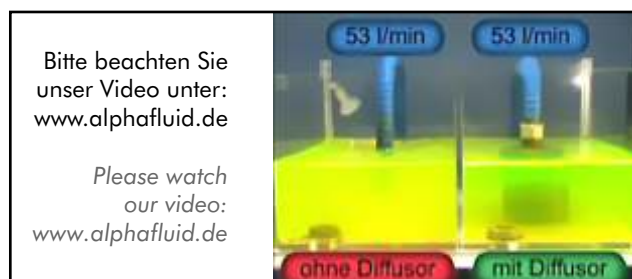 Bitte beachten Sie
unser Video unter:
www.alphafluid.de
Please watch
our video:
www.alphafluid.de
53 l/min
53 l/min
ohne Diffusor
mit Diffusor